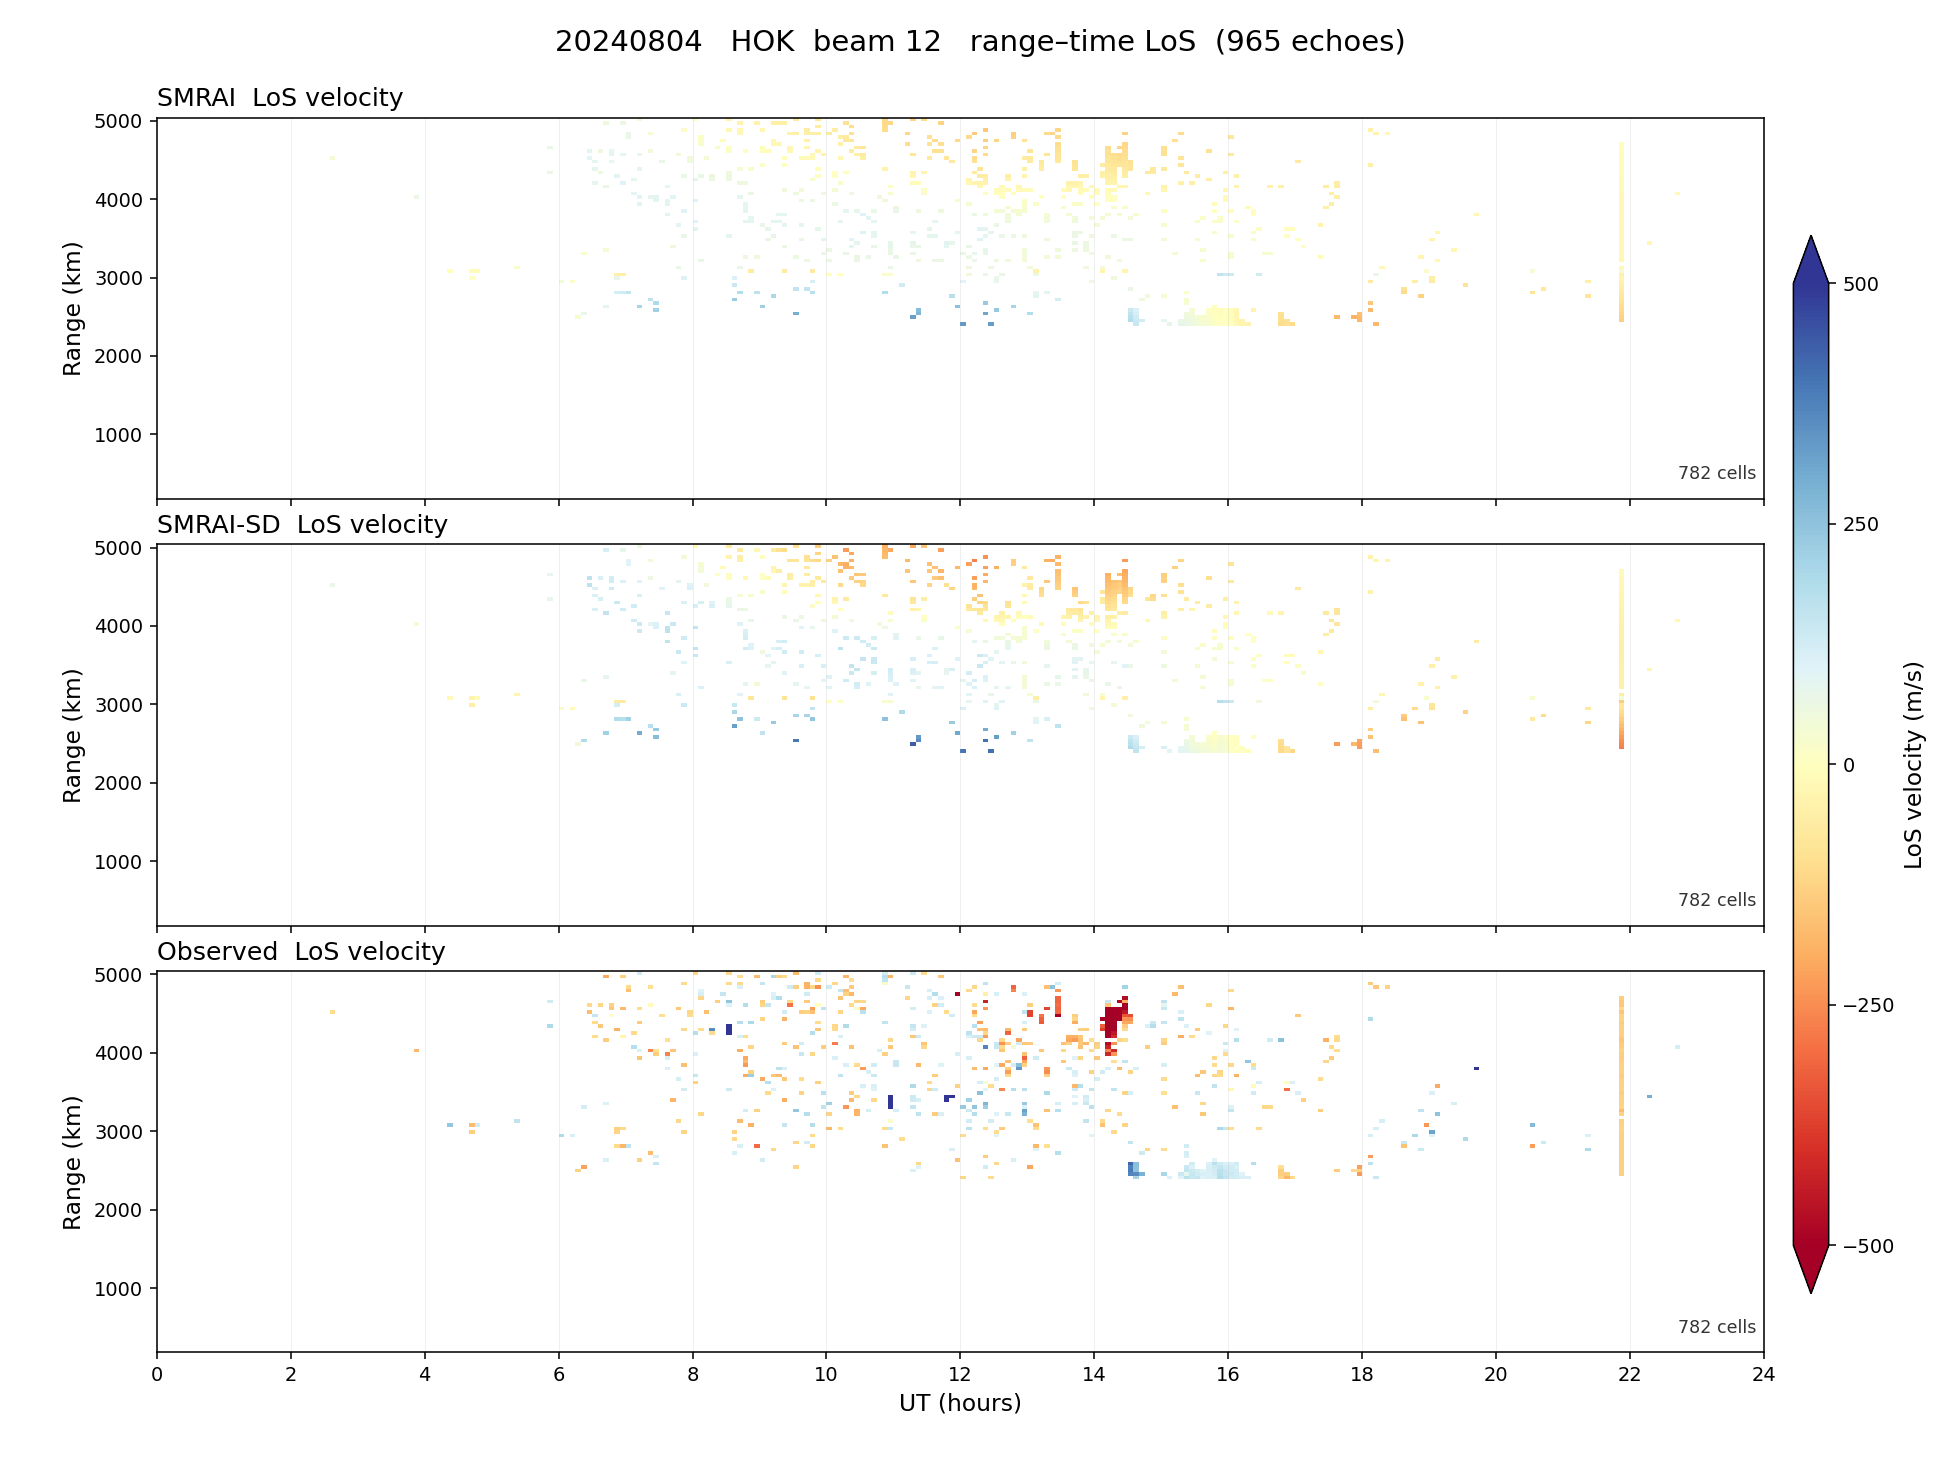 20240804   HOK  beam 12   range–time LoS  (965 echoes)
SMRAI  LoS velocity
5000
4000
3000
2000
1000
Range (km)
782 cells
SMRAI-SD  LoS velocity
5000
4000
3000
2000
1000
Range (km)
782 cells
Observed  LoS velocity
5000
4000
3000
2000
1000
Range (km)
782 cells
0 2 4 6 8 10 12 14 16 18 20 22 24
UT (hours)
500
250
0
−250
−500
LoS velocity (m/s)